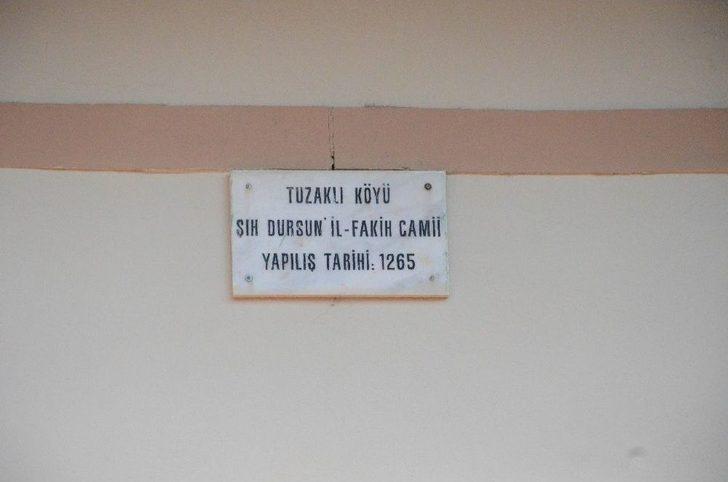 TUZAKLI KÖYÜ
ŞIH DURSUN'İL-FAKİH CAMİİ
YAPILIŞ TARİHİ: 1265